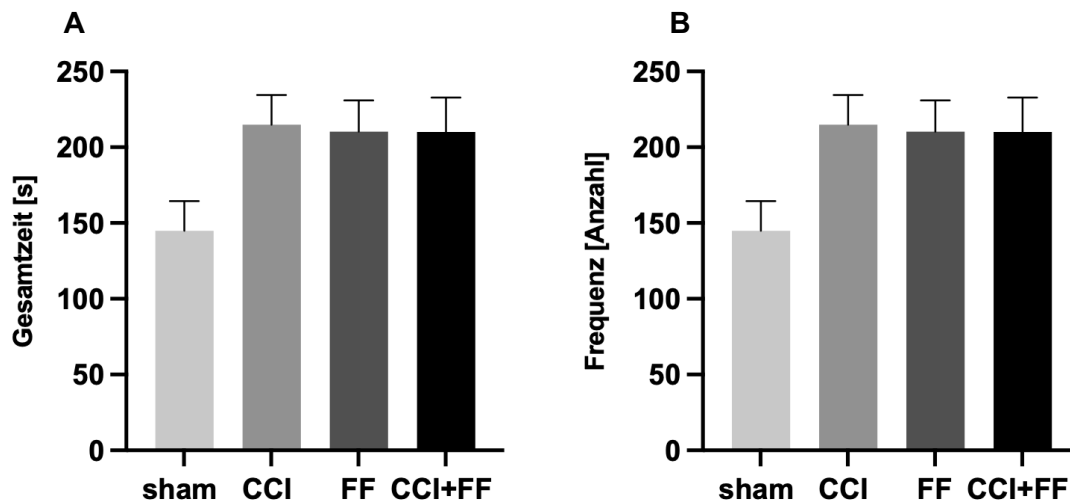 A
Gesamtzeit [s]
250
200
150
100
50
0
sham CCI FF CCI+FF
B
Frequenz [Anzahl]
250
200
150
100
50
0
sham CCI FF CCI+FF